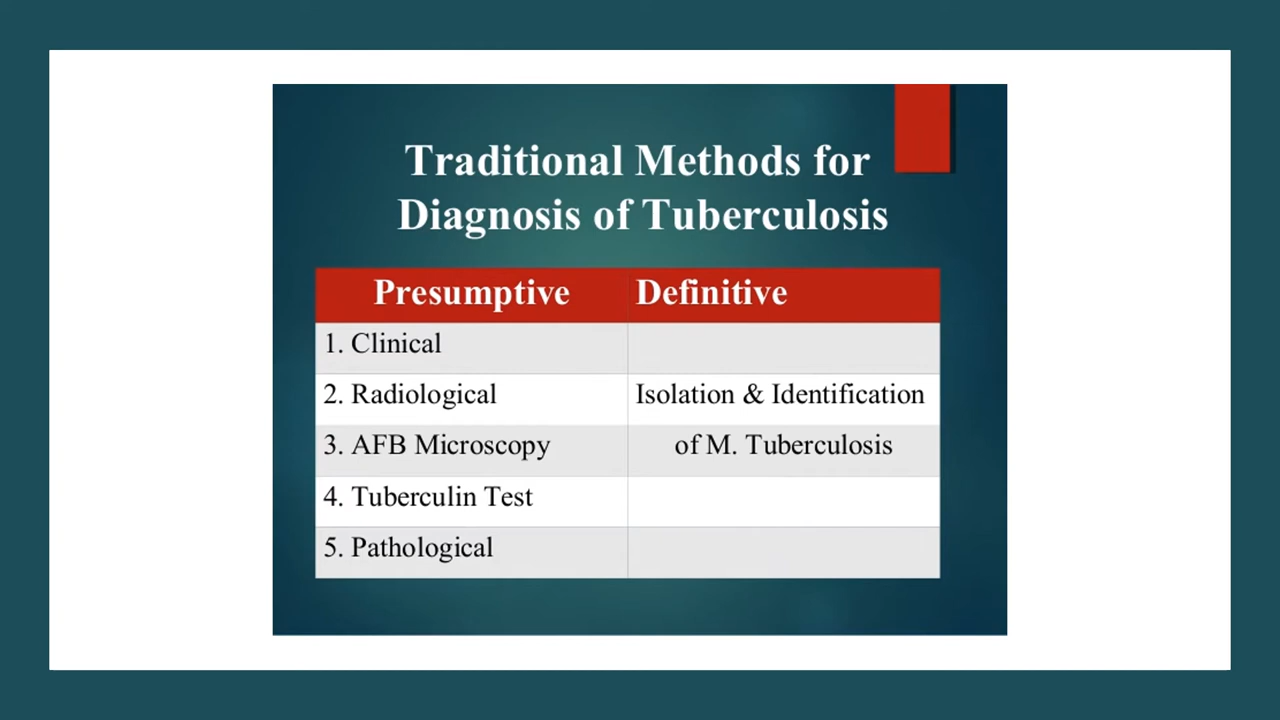 Traditional Methods for
Diagnosis of Tuberculosis
Presumptive Definitive
1. Clinical
2. Radiological Isolation & Identification
3. AFB Microscopy of M. Tuberculosis
4. Tuberculin Test
5. Pathological